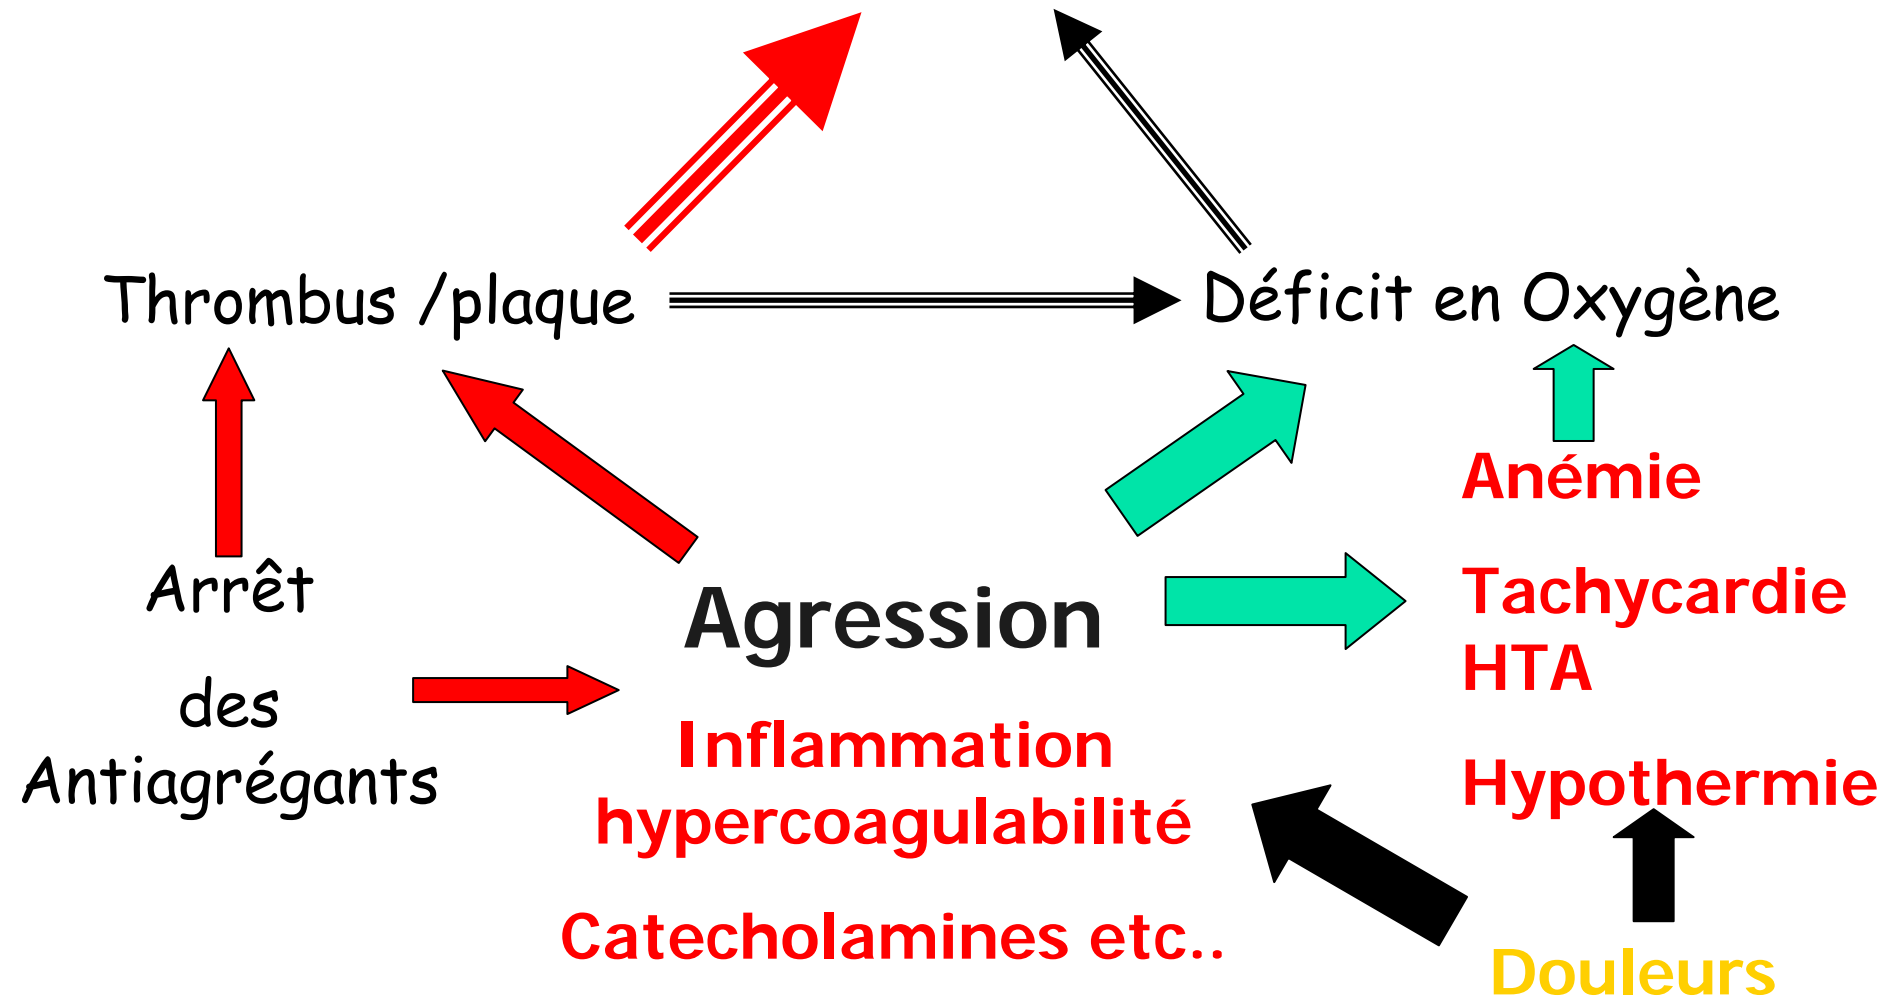 Thrombus /plaque
Déficit en Oxygène
Anémie
Arrêt
Agression
Tachycardie
HTA
des
Antiagrégants
Inflammation
hypercoagulabilité
Hypothermie
Catecholamines etc..
Douleurs